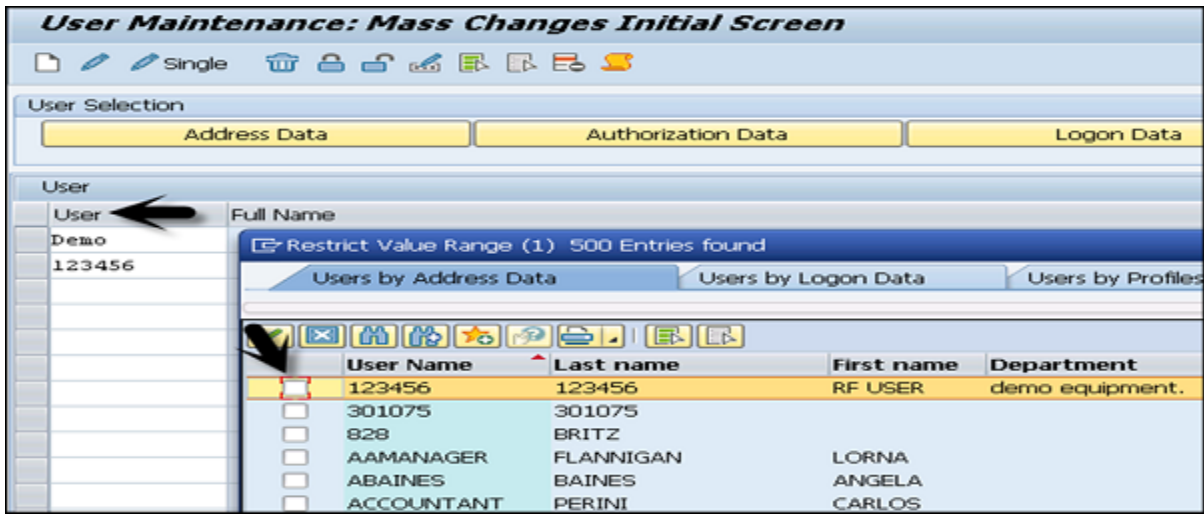 User Maintenance: Mass Changes Initial Screen
Single
User Selection
Address Data Authorization Data Logon Data
User
User Full Name
Demo
123456
Restrict Value Range (1) 500 Entries found
Users by Address Data Users by Logon Data Users by Profiles
User Name Last name First name Department
123456 123456 RF USER demo equipment.
301075 301075
828 BRITZ
AAMANAGER FLANNIGAN LORNA
ABAINES BAINES ANGELA
ACCOUNTANT PERINI CARLOS